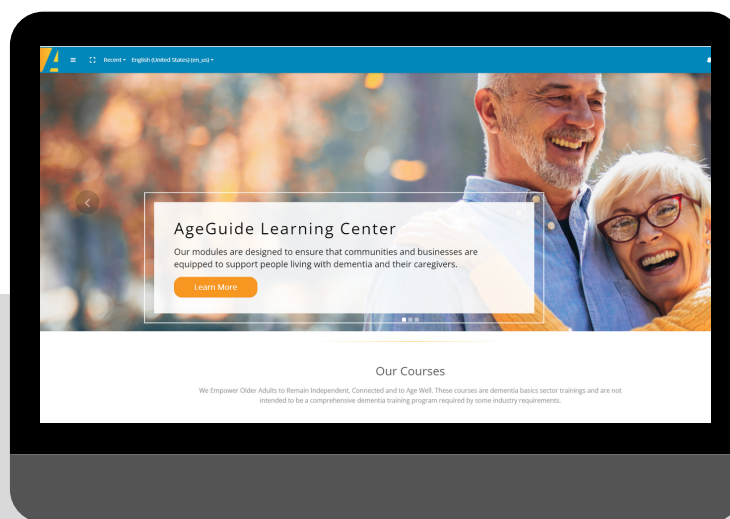 Recent English (United States) (en_us)
AgeGuide Learning Center
Our modules are designed to ensure that communities and businesses are
equipped to support people living with dementia and their caregivers.
Learn More
Our Courses
We Empower Older Adults to Remain Independent, Connected and to Age Well. These courses are dementia basics sector trainings and are not
intended to be a comprehensive dementia training program required by some industry requirements.